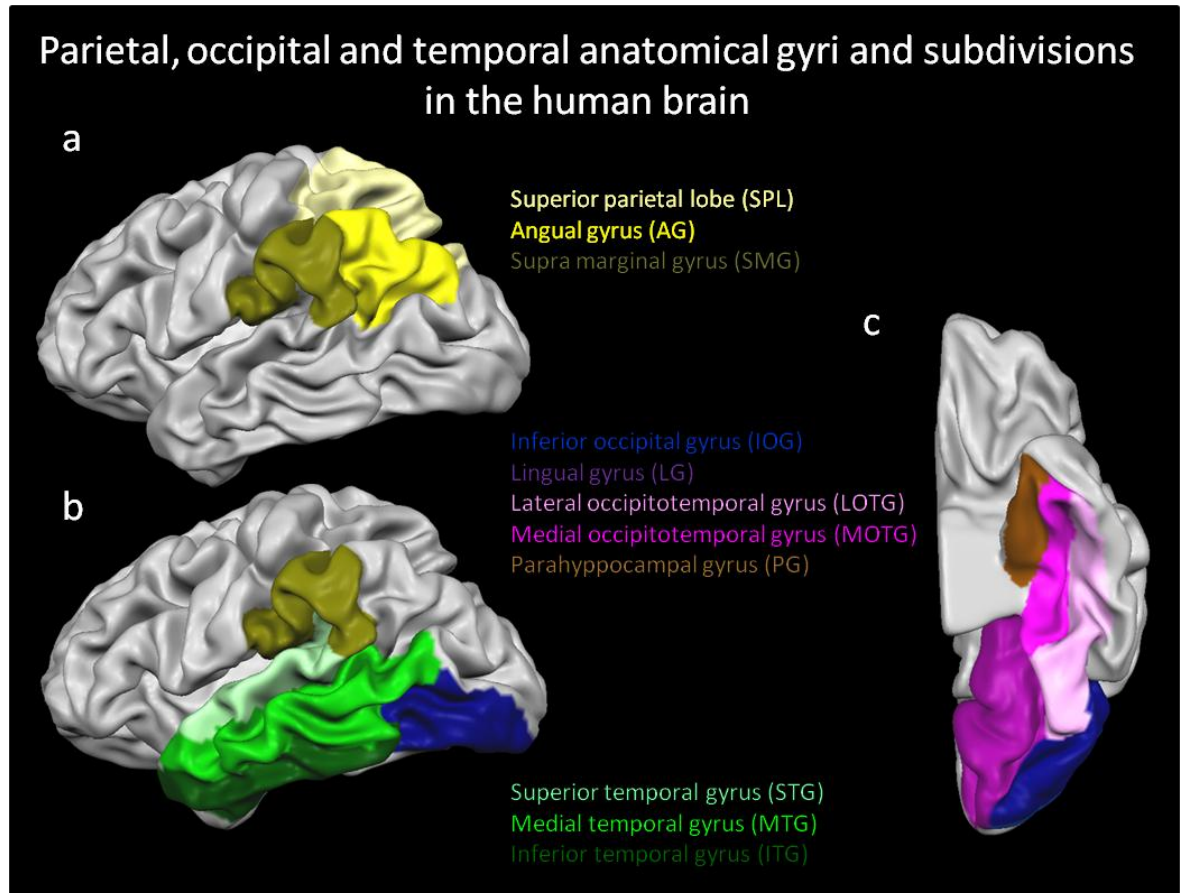 Parietal, occipital and temporal anatomical gyri and subdivisions
in the human brain
a
Superior parietal lobe (SPL)
Angual gyrus (AG)
Supra marginal gyrus (SMG)
c
Inferior occipital gyrus (IOG)
Lingual gyrus (LG)
Lateral occipitotemporal gyrus (LOTG)
Medial occipitotemporal gyrus (MOTG)
Parahyppocampal gyrus (PG)
b
Superior temporal gyrus (STG)
Medial temporal gyrus (MTG)
Inferior temporal gyrus (ITG)